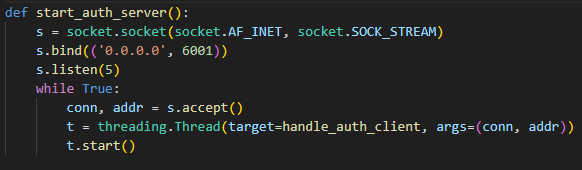 def start_auth_server():
    s = socket.socket(socket.AF_INET, socket.SOCK_STREAM)
    s.bind(('0.0.0.0', 6001))
    s.listen(5)
    while True:
        conn, addr = s.accept()
        t = threading.Thread(target=handle_auth_client, args=(conn, addr))
        t.start()